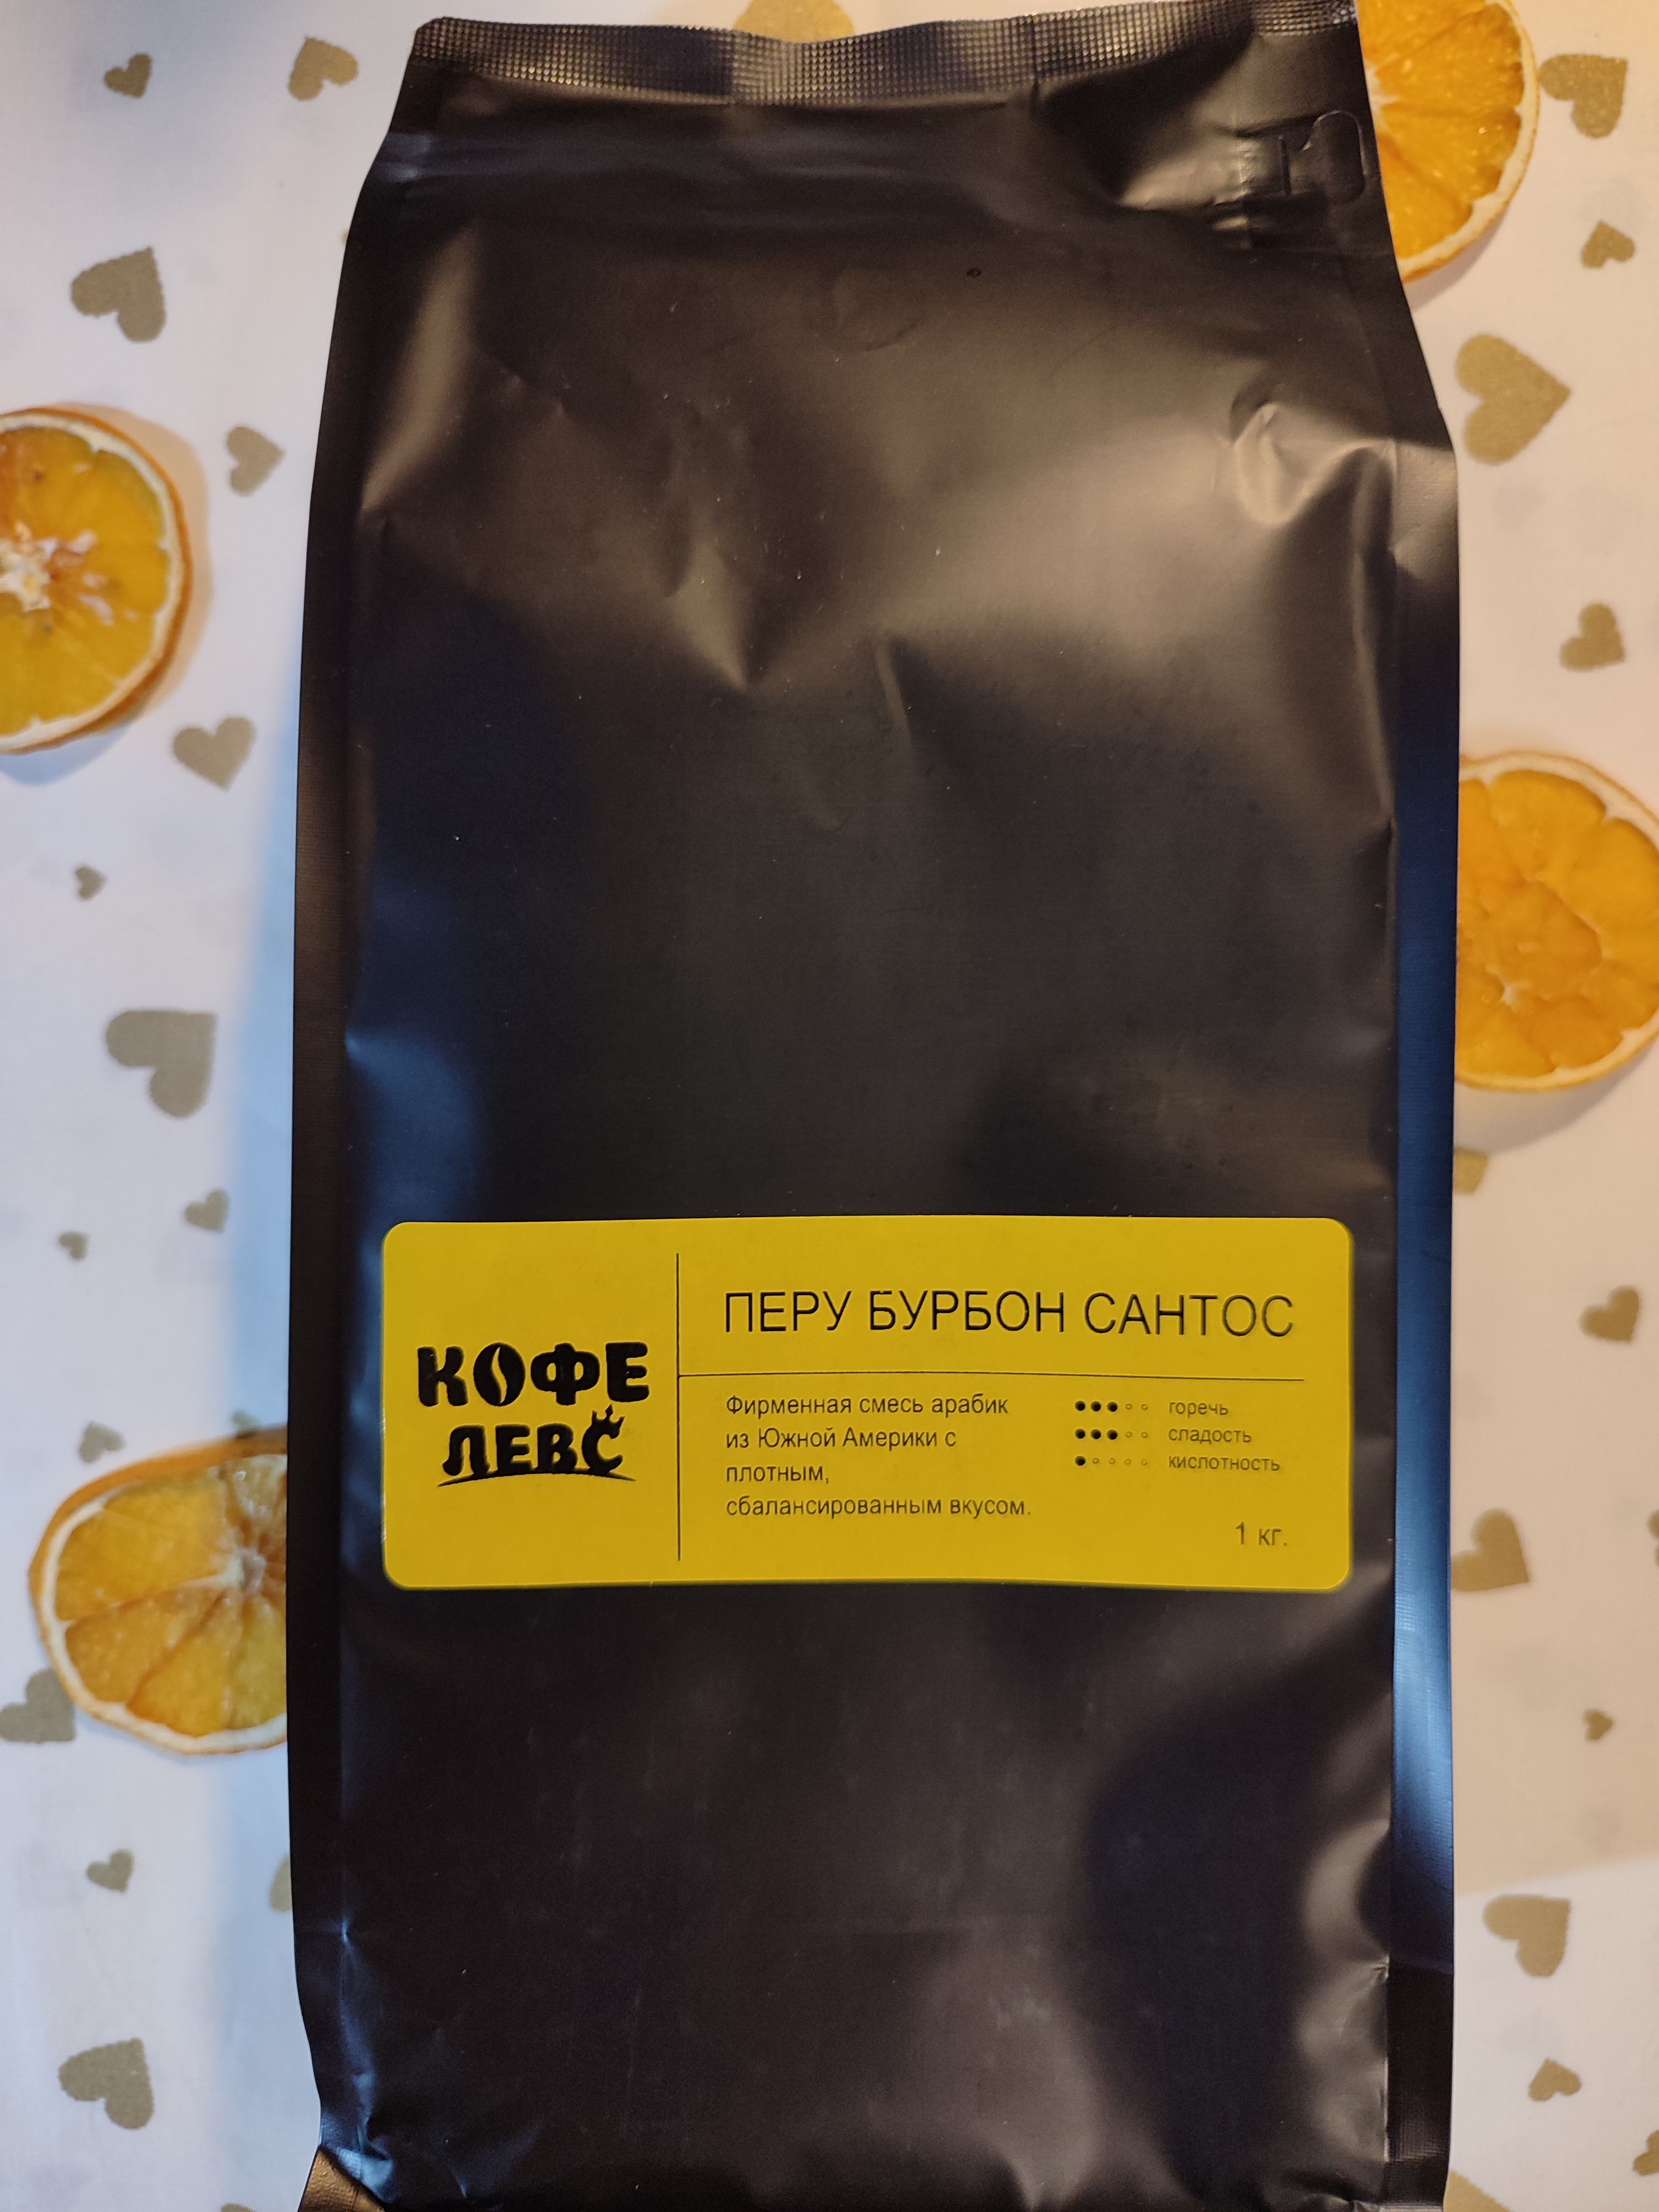 КОФЕ
ЛЕВС
ПЕРУ БУРБОН САНТОС
Фирменная смесь арабик
из Южной Америки с
плотным,
сбалансированным вкусом.
горечь
сладость
кислотность
1 кг.